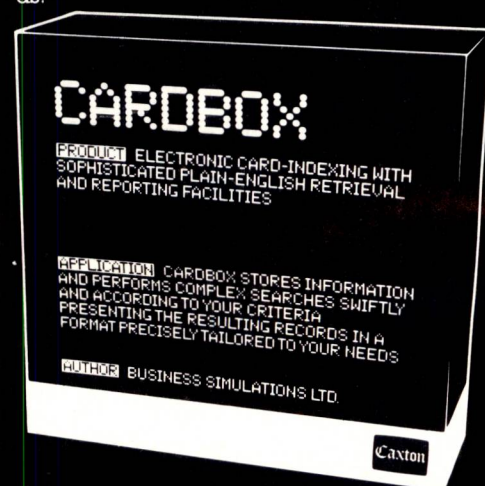 CARDBOX
PRODUCT ELECTRONIC CARD-INDEXING WITH
SOPHISTICATED PLAIN-ENGLISH RETRIEVAL
AND REPORTING FACILITIES
APPLICATION CARDBOX STORES INFORMATION
AND PERFORMS COMPLEX SEARCHES SWIFTLY
AND ACCORDING TO YOUR CRITERIA
PRESENTING THE RESULTING RECORDS IN A
FORMAT PRECISELY TAILORED TO YOUR NEEDS
AUTHOR BUSINESS SIMULATIONS LTD.
Caxton